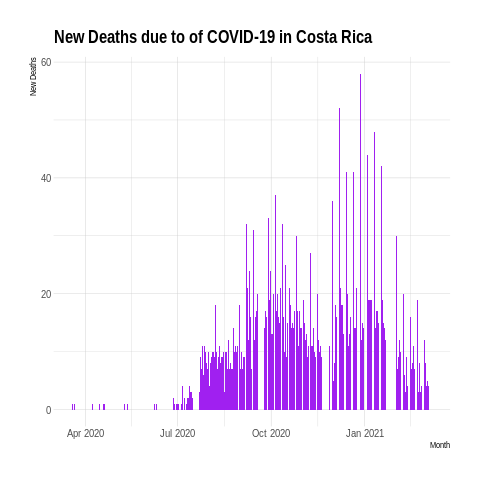 New Deaths due to of COVID-19 in Costa Rica
New Deaths
60
40
20
0
Apr 2020
Jul 2020
Oct 2020
Jan 2021
Month